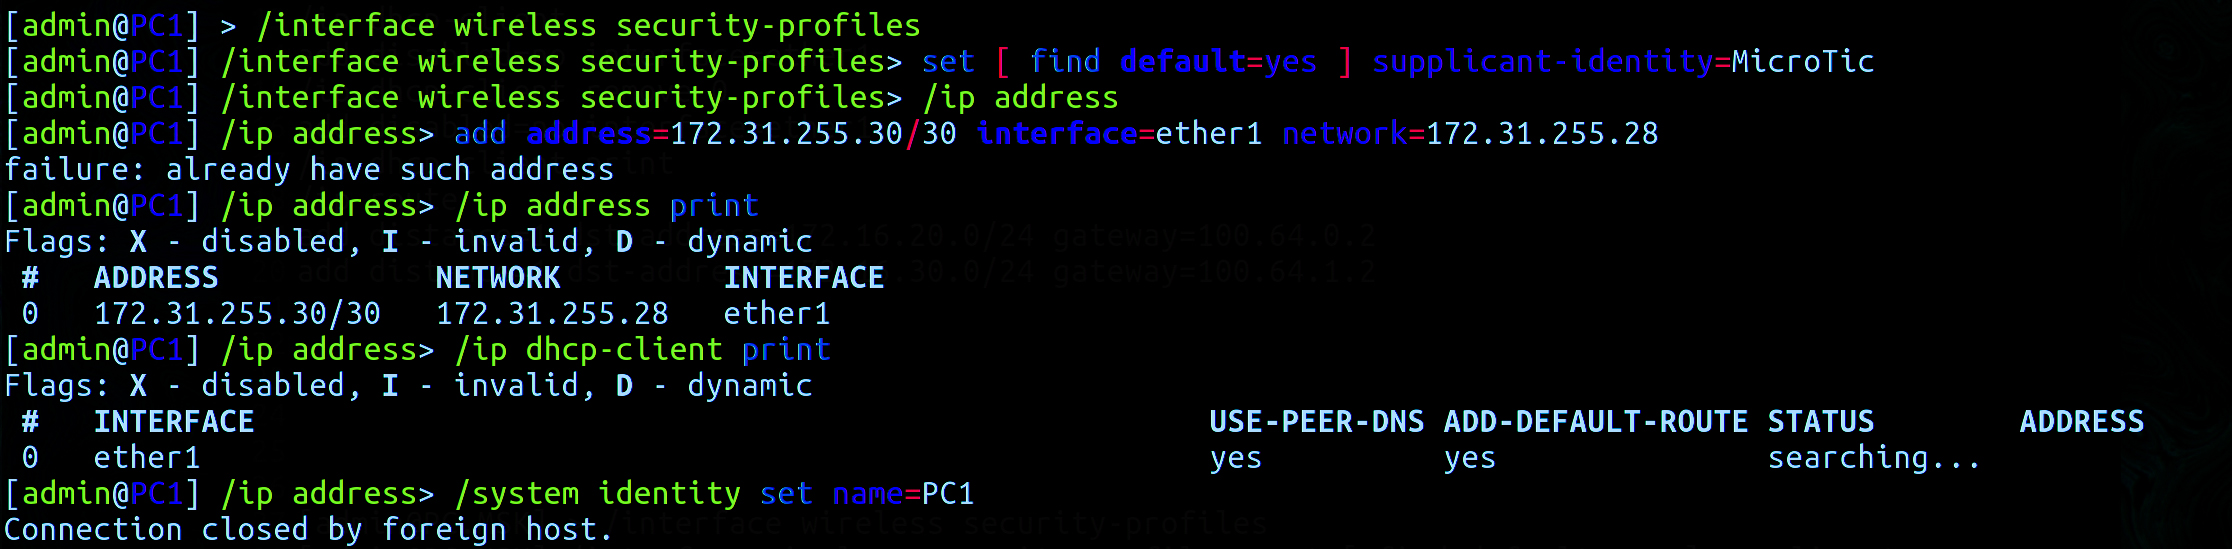 [admin@PC1] > /interface wireless security-profiles
[admin@PC1] /interface wireless security-profiles> set [ find default=yes ] supplicant-identity=MicroTic
[admin@PC1] /interface wireless security-profiles> /ip address
[admin@PC1] /ip address> add address=172.31.255.30/30 interface=ether1 network=172.31.255.28
failure: already have such address
[admin@PC1] /ip address> /ip address print
Flags: X - disabled, I - invalid, D - dynamic
 #   ADDRESS            NETWORK         INTERFACE
 0   172.31.255.30/30   172.31.255.28   ether1
[admin@PC1] /ip address> /ip dhcp-client print
Flags: X - disabled, I - invalid, D - dynamic
 #   INTERFACE                                                     USE-PEER-DNS ADD-DEFAULT-ROUTE STATUS        ADDRESS
 0   ether1                                                        yes          yes               searching...
[admin@PC1] /ip address> /system identity set name=PC1
Connection closed by foreign host.